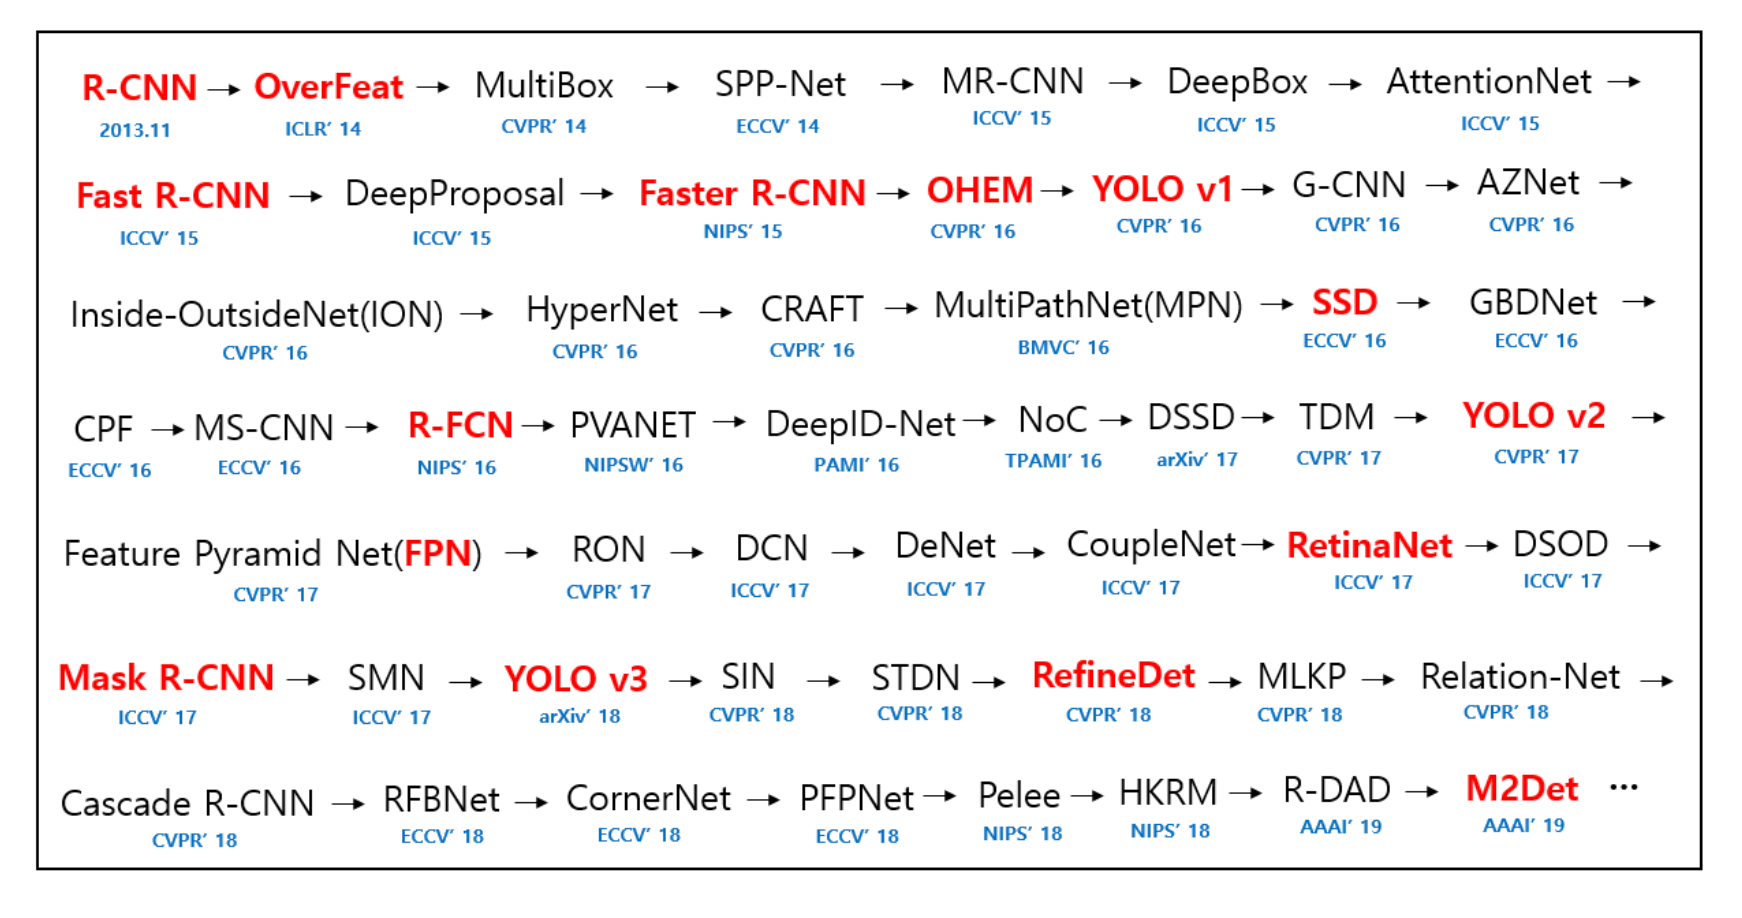 R-CNN → OverFeat → MultiBox → SPP-Net → MR-CNN → DeepBox → AttentionNet →
2013.11 ICLR' 14 CVPR' 14 ECCV' 14 ICCV' 15 ICCV' 15 ICCV' 15
Fast R-CNN → DeepProposal → Faster R-CNN → OHEM → YOLO v1 → G-CNN → AZNet →
ICCV' 15 ICCV' 15 NIPS' 15 CVPR' 16 CVPR' 16 CVPR' 16 CVPR' 16
Inside-OutsideNet(ION) → HyperNet → CRAFT → MultiPathNet(MPN) → SSD → GBDNet →
CVPR' 16 CVPR' 16 CVPR' 16 BMVC' 16 ECCV' 16 ECCV' 16
CPF → MS-CNN → R-FCN → PVANET → DeepID-Net → NoC → DSSD → TDM → YOLO v2 →
ECCV' 16 ECCV' 16 NIPS' 16 NIPSW' 16 PAMI' 16 TPAMI' 16 arXiv' 17 CVPR' 17 CVPR' 17
Feature Pyramid Net(FPN) → RON → DCN → DeNet → CoupleNet → RetinaNet → DSOD →
CVPR' 17 CVPR' 17 ICCV' 17 ICCV' 17 ICCV' 17 ICCV' 17 ICCV' 17
Mask R-CNN → SMN → YOLO v3 → SIN → STDN → RefineDet → MLKP → Relation-Net →
ICCV' 17 ICCV' 17 arXiv' 18 CVPR' 18 CVPR' 18 CVPR' 18 CVPR' 18 CVPR' 18
Cascade R-CNN → RFBNet → CornerNet → PFPNet → Pelee → HKRM → R-DAD → M2Det ···
CVPR' 18 ECCV' 18 ECCV' 18 ECCV' 18 NIPS' 18 NIPS' 18 AAAI' 19 AAAI' 19